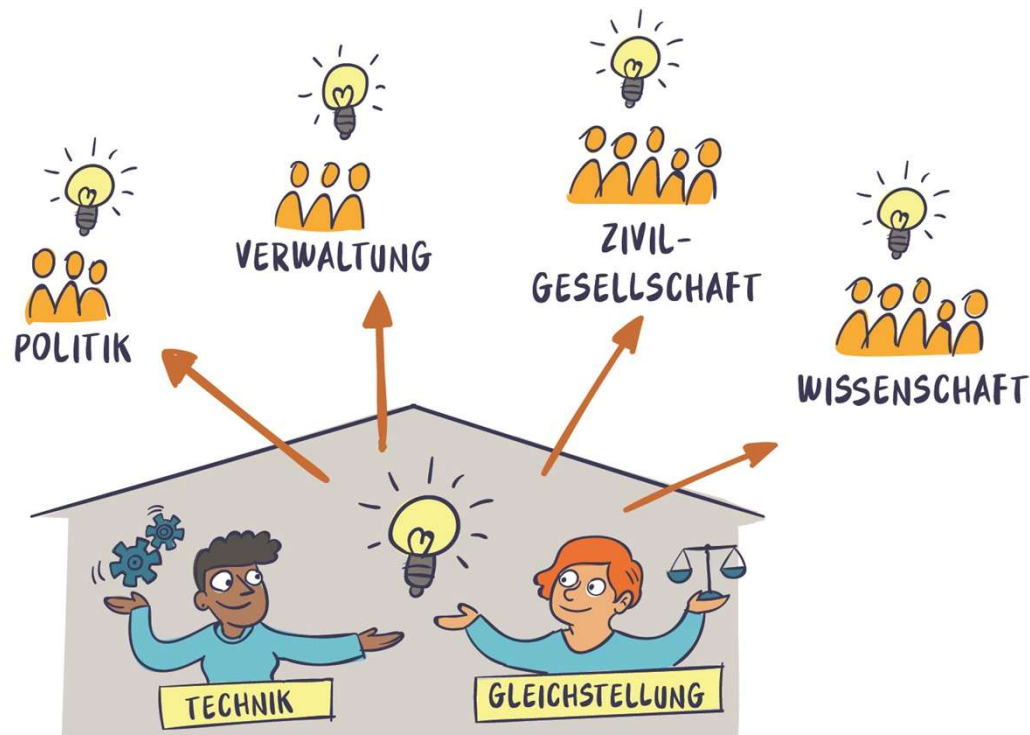 POLITIK
VERWALTUNG
ZIVIL-
GESELLSCHAFT
WISSENSCHAFT
TECHNIK
GLEICHSTELLUNG